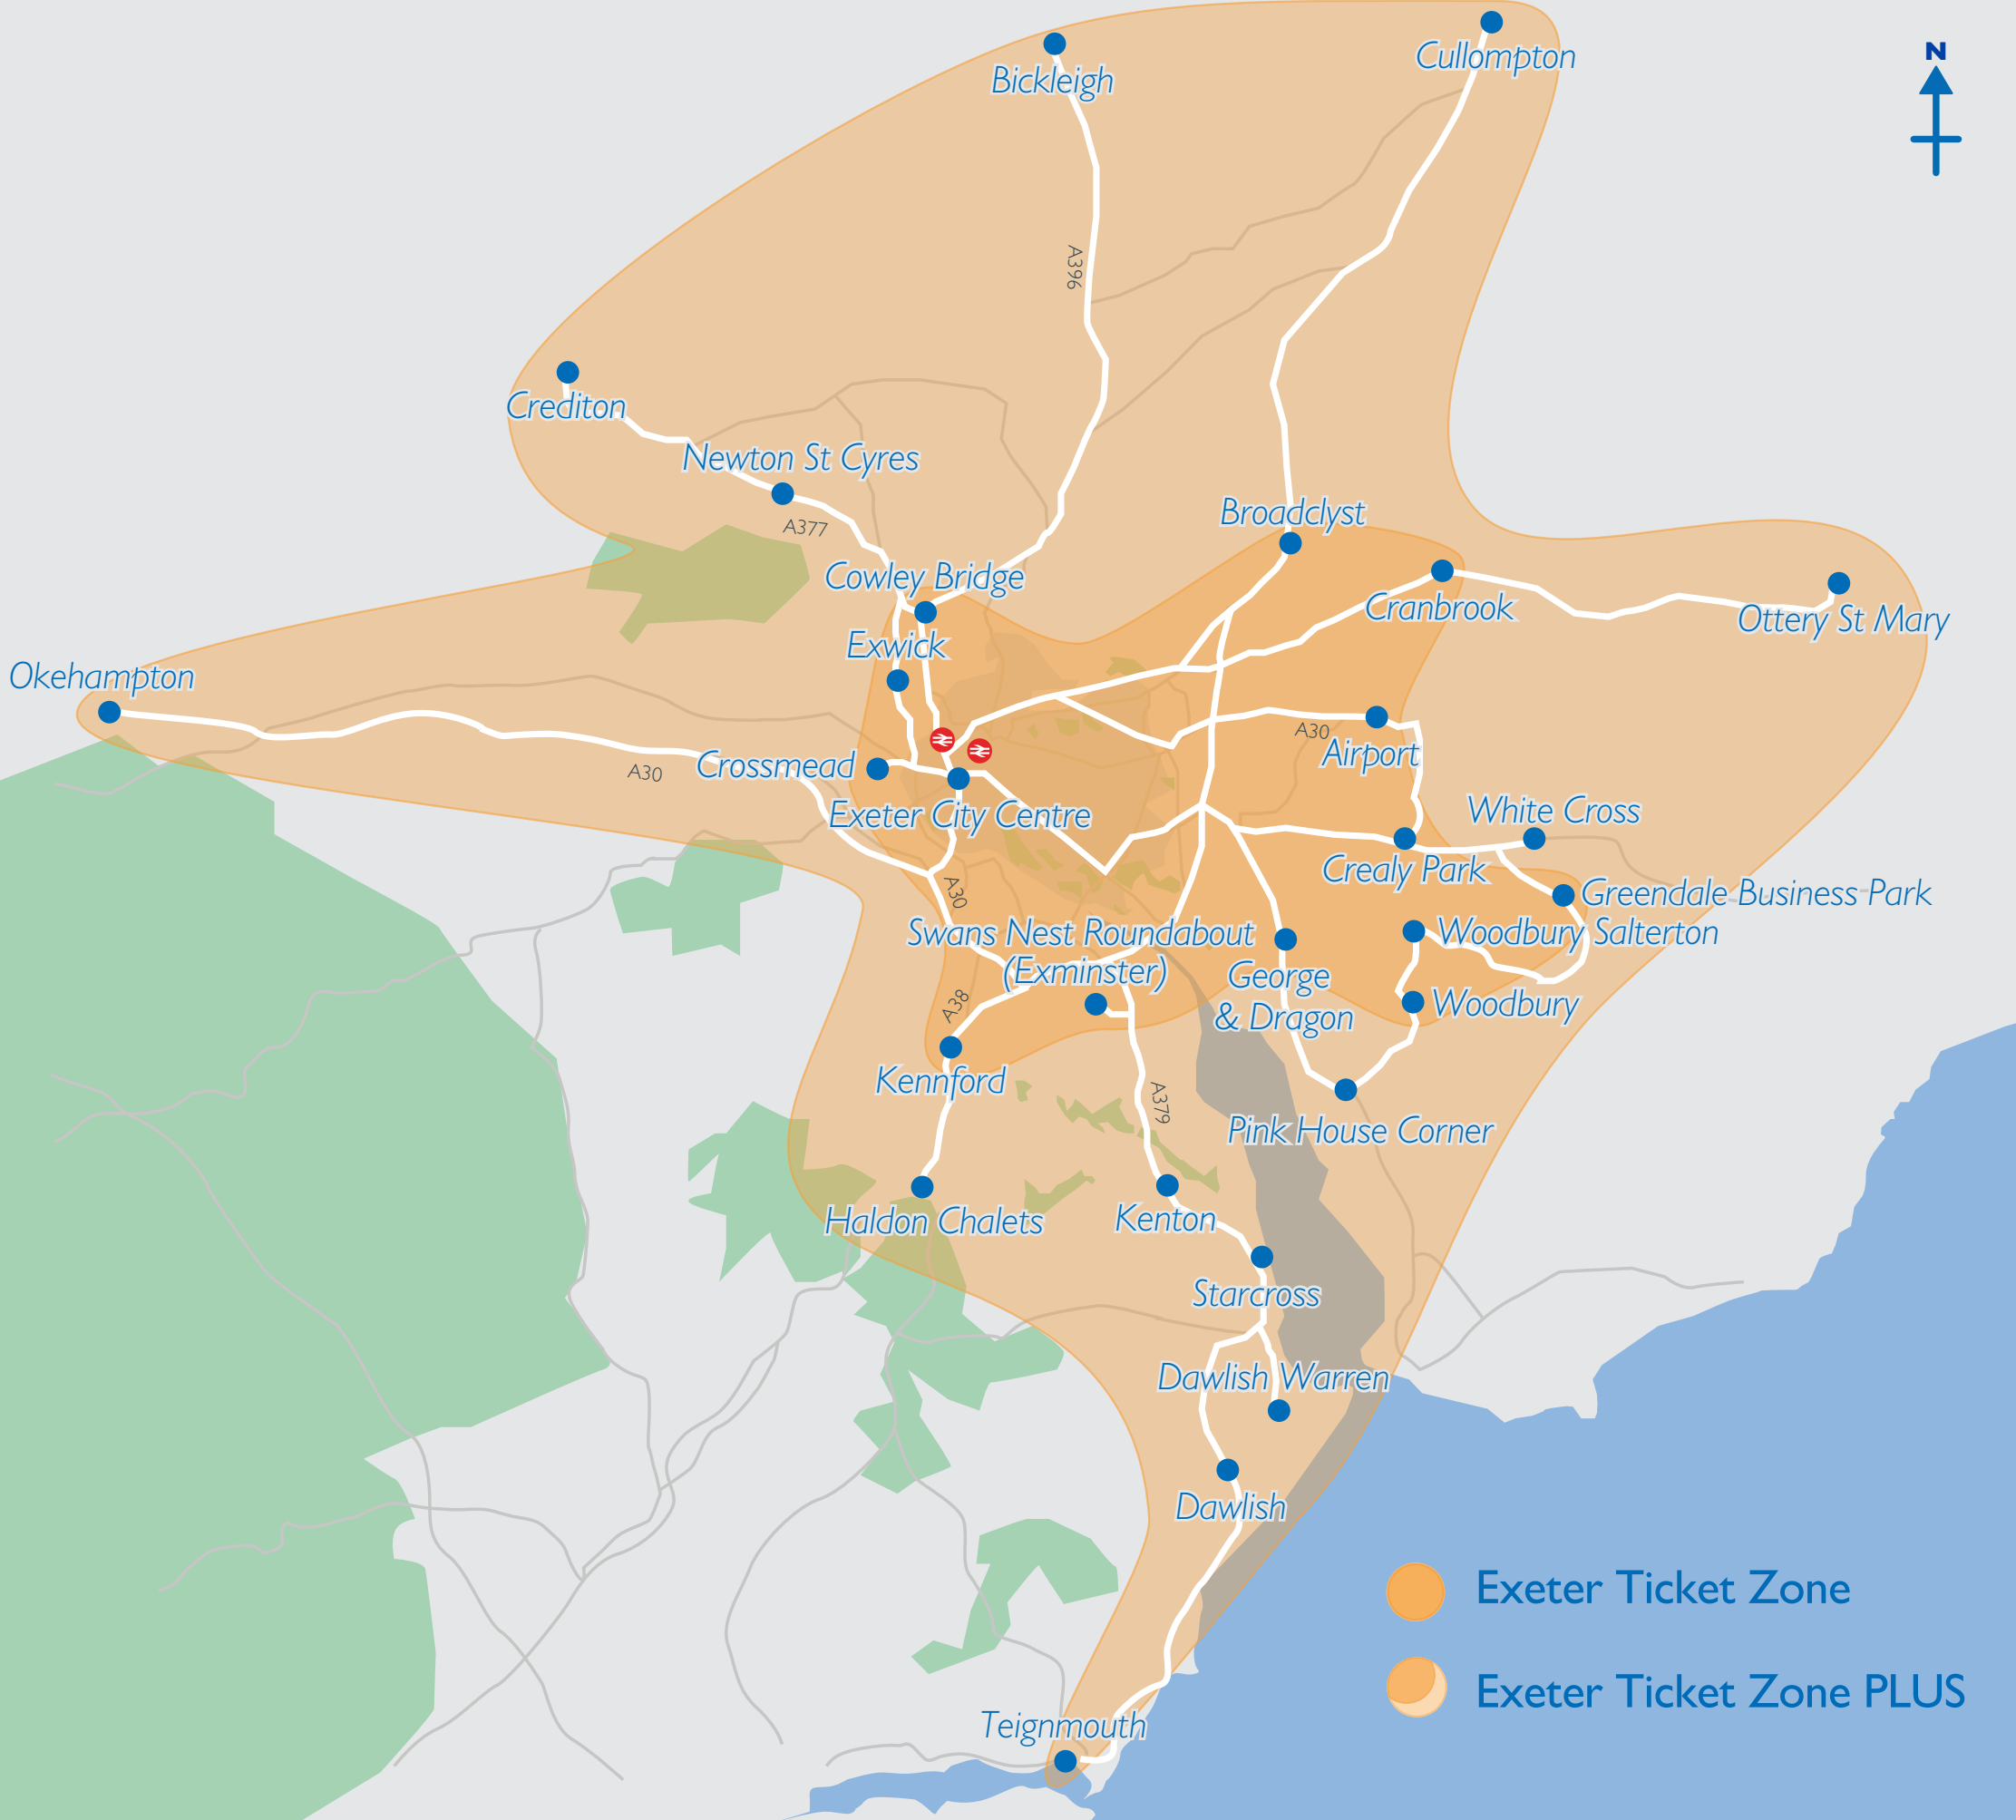 Cullompton
N
Bickleigh
A396
Crediton
Newton St Cyres
A377
Broadclyst
Cowley Bridge
Cranbrook
Ottery St Mary
Exwick
Okehampton
A30
Airport
Crossmead
A30
Exeter City Centre
White Cross
Crealy Park
A30
Greendale Business Park
Swans Nest Roundabout
(Exminster)
Woodbury Salterton
George
& Dragon
A38
Woodbury
Kennford
A379
Pink House Corner
Haldon Chalets
Kenton
Starcross
Dawlish Warren
Dawlish
Exeter Ticket Zone
Exeter Ticket Zone PLUS
Teignmouth